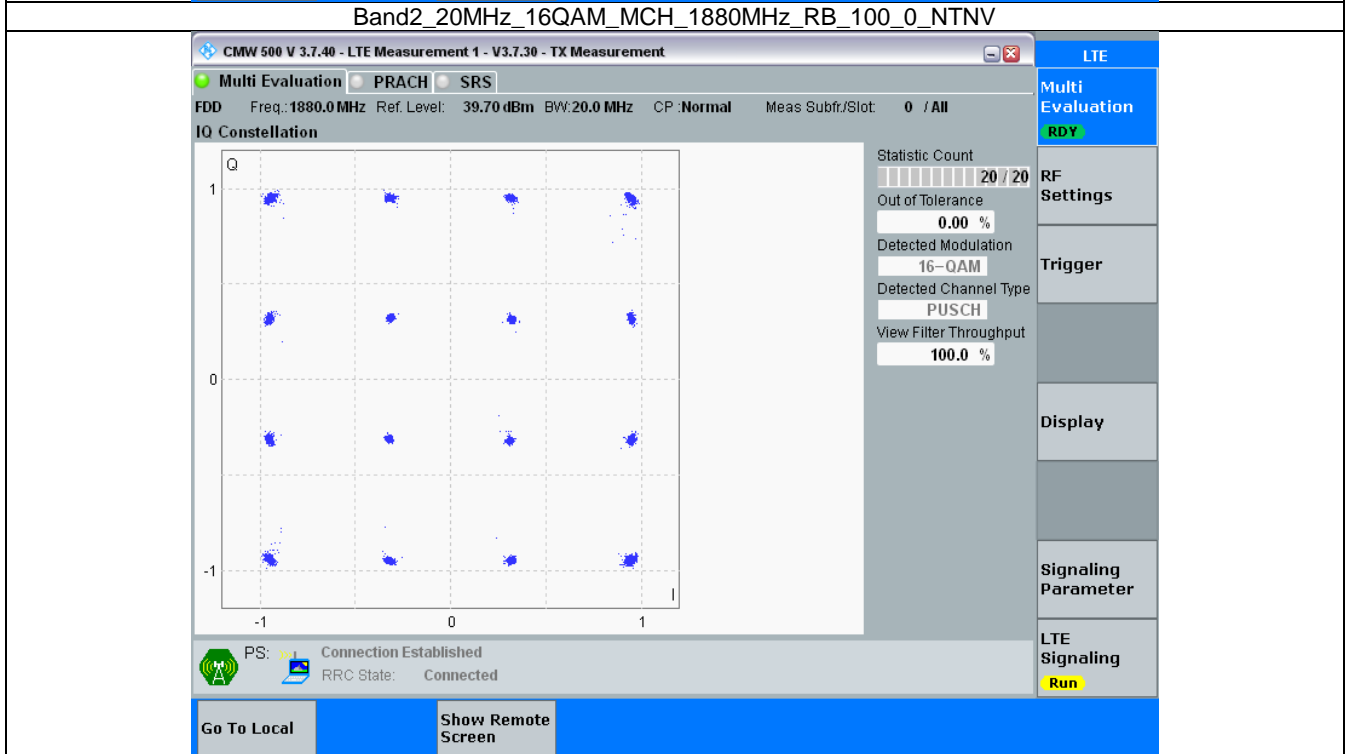 Band2_20MHz_16QAM_MCH_1880MHz_RB_100_0_NTNV
CMW 500 V 3.7.40 - LTE Measurement 1 - V3.7.30 - TX Measurement
LTE
Multi Evaluation PRACH SRS
Multi
Evaluation
RDY
FDD Freq.:1880.0 MHz Ref. Level: 39.70 dBm BW:20.0 MHz CP :Normal Meas Subfr./Slot: 0 / All
IQ Constellation
Q
1
0
-1
I
-1 0 1
Statistic Count
20 / 20
Out of Tolerance
0.00 %
Detected Modulation
16-QAM
Detected Channel Type
PUSCH
View Filter Throughput
100.0 %
RF
Settings
Trigger
Display
Signaling
Parameter
LTE
Signaling
Run
PS: Connection Established
RRC State: Connected
Go To Local
Show Remote
Screen